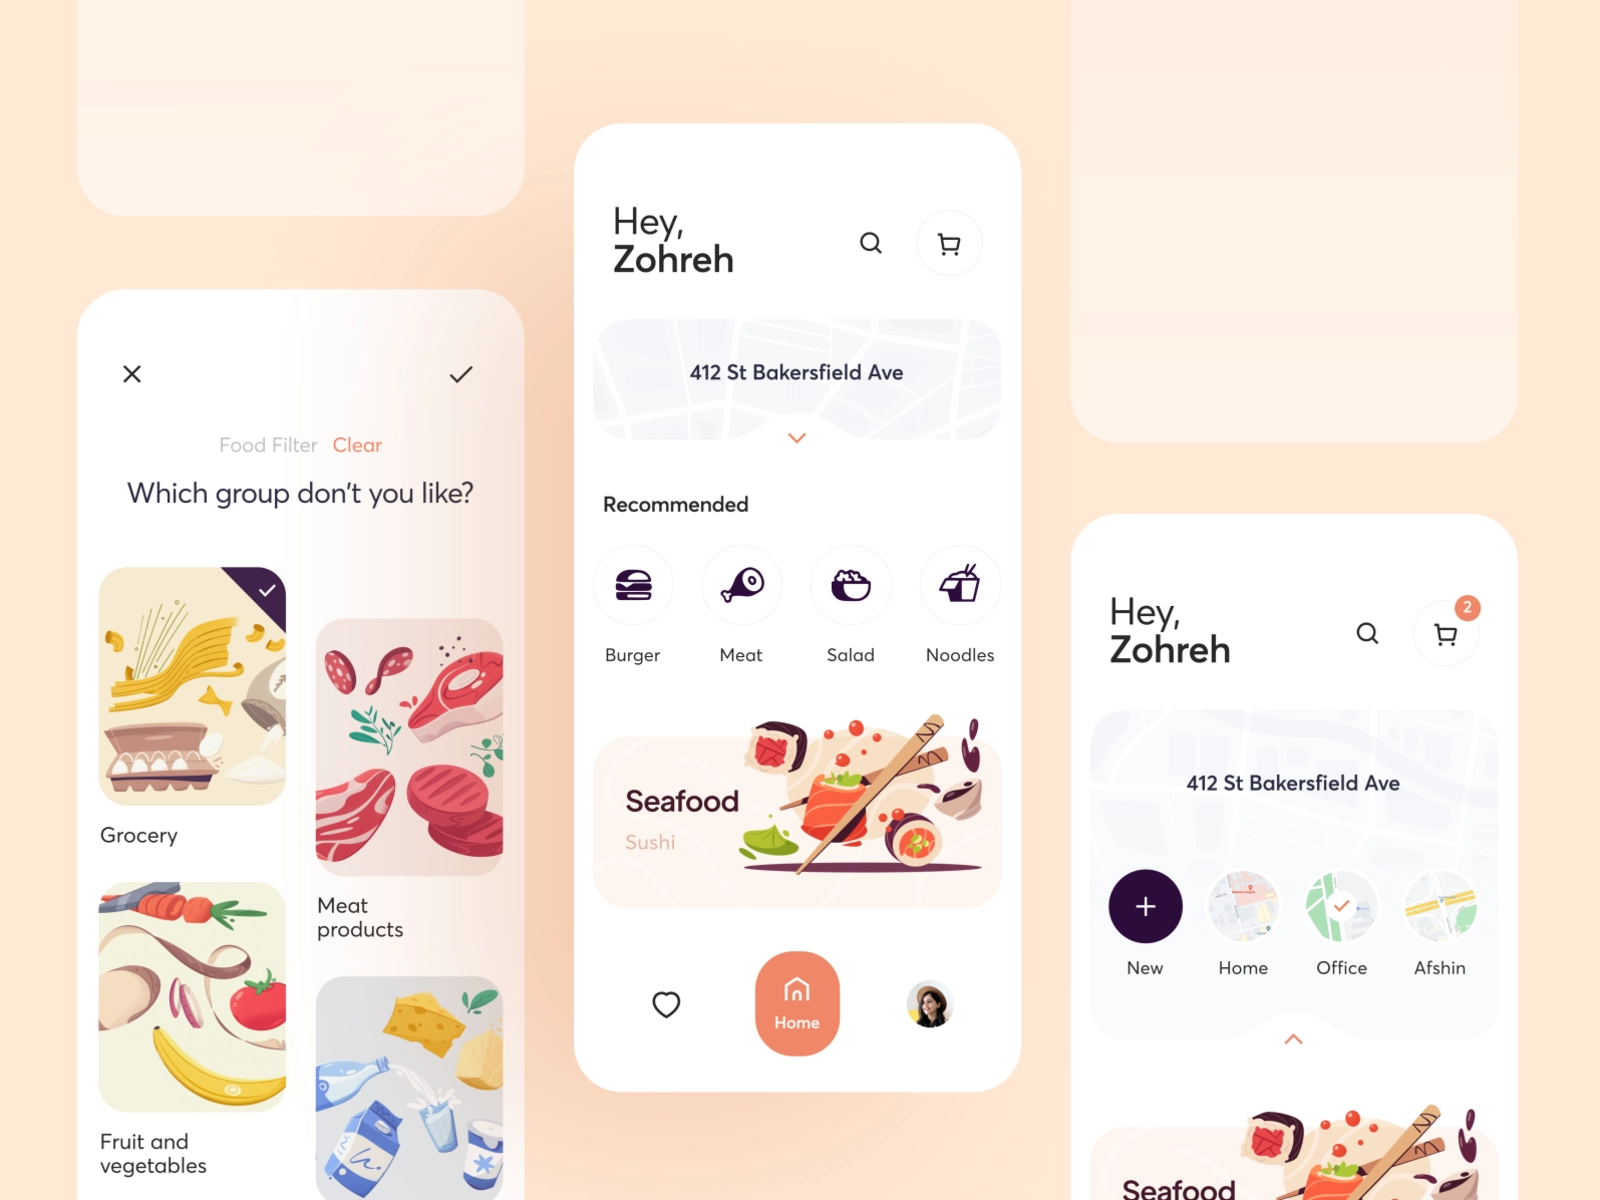 Food Filter Clear
Which group don't you like?
Grocery
Meat
products
Fruit and
vegetables
Hey,
Zohreh
412 St Bakersfield Ave
Recommended
Burger
Meat
Salad
Noodles
Seafood
Sushi
Home
Hey,
Zohreh
2
412 St Bakersfield Ave
New
Home
Office
Afshin
Seafood